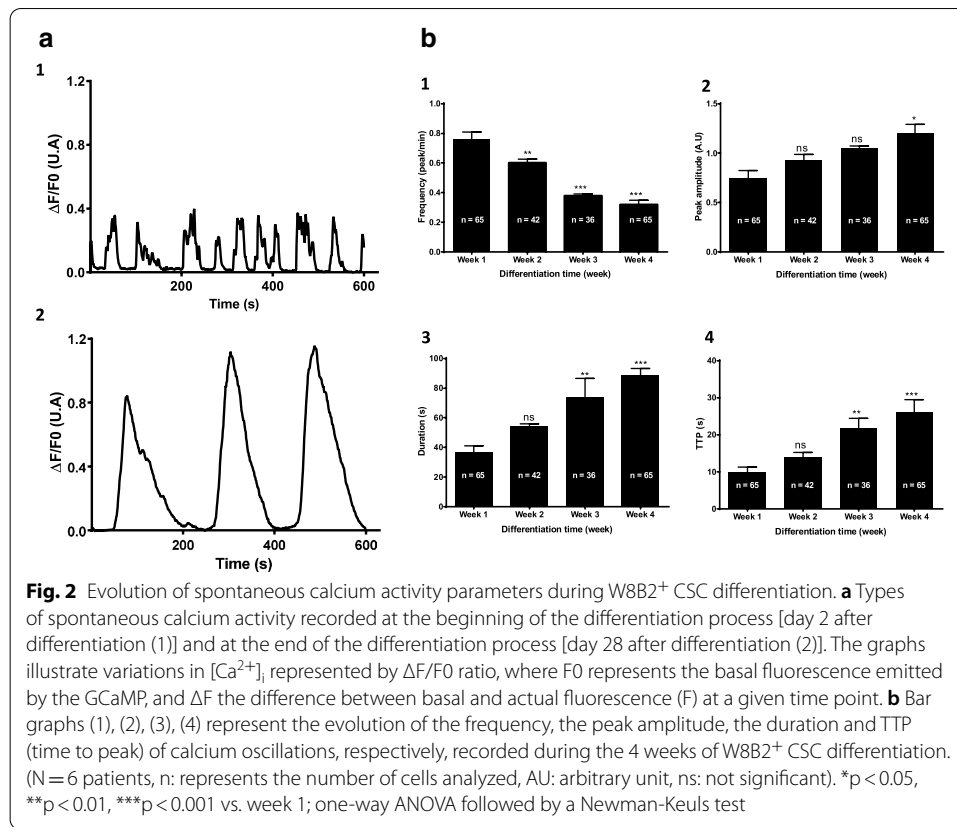 a
1
1.2
0.8
0.4
0.0
ΔF/F0 (U.A)
200
400
600
Time (s)
2
1.2
0.8
0.4
0.0
ΔF/F0 (U.A)
200
400
600
Time (s)
b
1
1.0
0.8
0.6
0.4
0.2
0.0
Frequency (peak/min)
**
***
***
n = 65
n = 42
n = 36
n = 65
Week 1
Week 2
Week 3
Week 4
Differentiation time (week)
2
1.5
1.0
0.5
0.0
Peak amplitude (A.U)
ns
ns
*
n = 65
n = 42
n = 36
n = 65
Week 1
Week 2
Week 3
Week 4
Differentiation time (week)
3
100
80
60
40
20
0
Duration (s)
ns
**
***
n = 65
n = 42
n = 36
n = 65
Week 1
Week 2
Week 3
Week 4
Differentiation time (week)
4
40
30
20
10
0
TTP (s)
ns
**
***
n = 65
n = 42
n = 36
n = 65
Week 1
Week 2
Week 3
Week 4
Differentiation time (week)
Fig. 2 Evolution of spontaneous calcium activity parameters during W8B2⁺ CSC differentiation. a Types
of spontaneous calcium activity recorded at the beginning of the differentiation process [day 2 after
differentiation (1)] and at the end of the differentiation process [day 28 after differentiation (2)]. The graphs
illustrate variations in [Ca²⁺]ᵢ represented by ΔF/F0 ratio, where F0 represents the basal fluorescence emitted
by the GCaMP, and ΔF the difference between basal and actual fluorescence (F) at a given time point. b Bar
graphs (1), (2), (3), (4) represent the evolution of the frequency, the peak amplitude, the duration and TTP
(time to peak) of calcium oscillations, respectively, recorded during the 4 weeks of W8B2⁺ CSC differentiation.
(N = 6 patients, n: represents the number of cells analyzed, AU: arbitrary unit, ns: not significant). *p < 0.05,
**p < 0.01, ***p < 0.001 vs. week 1; one-way ANOVA followed by a Newman-Keuls test